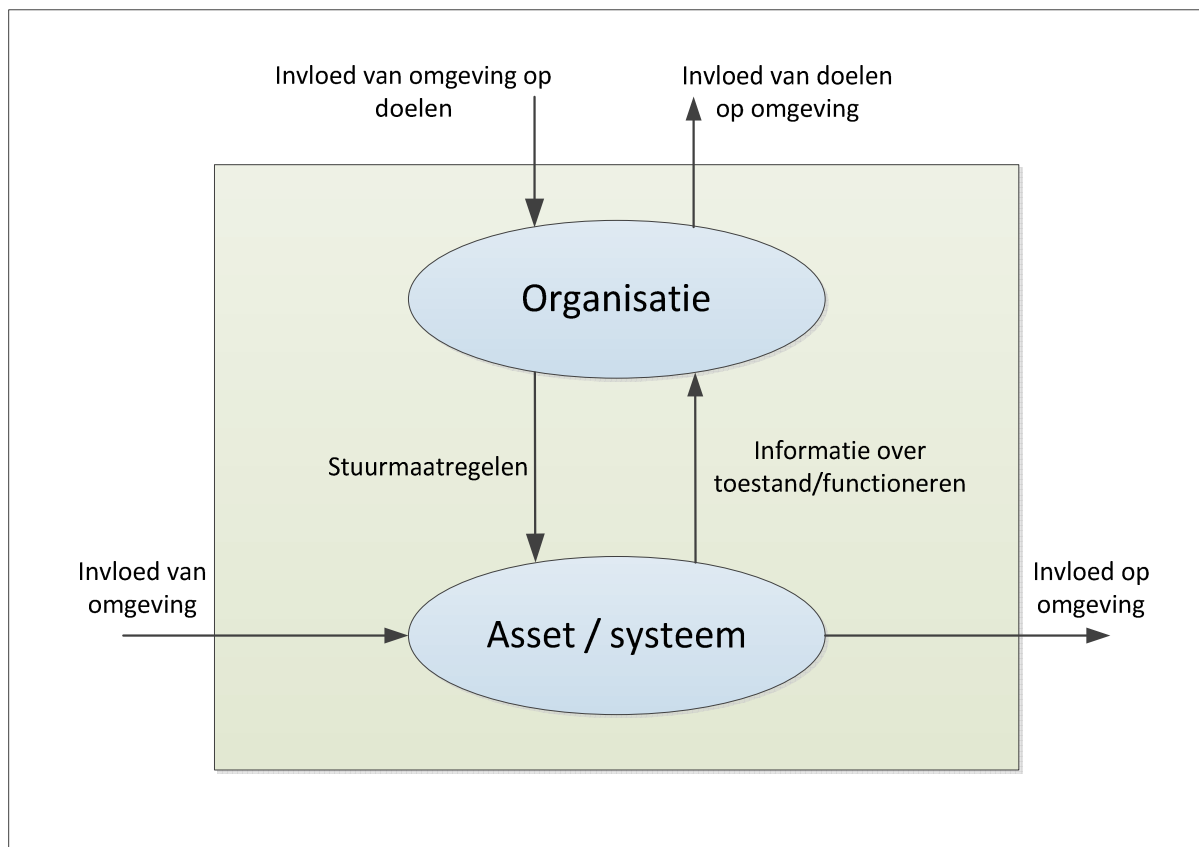 Invloed van omgeving op
doelen
Invloed van doelen
op omgeving
Organisatie
Stuurmaatregelen
Informatie over
toestand/functioneren
Invloed van
omgeving
Asset / systeem
Invloed op
omgeving